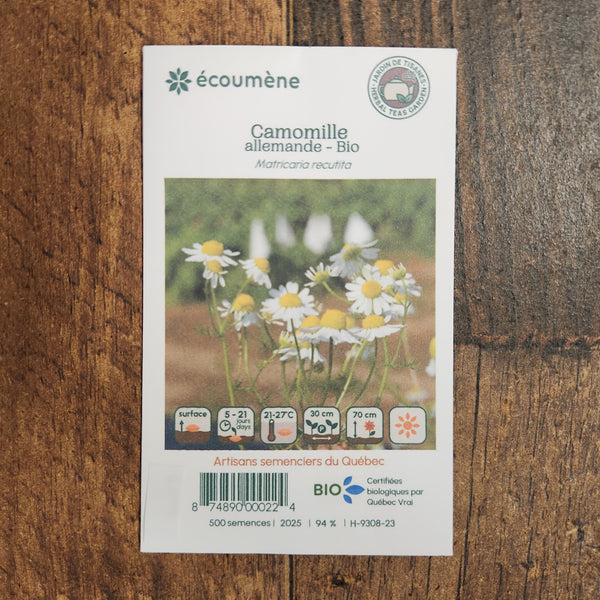 écoumène
JARDIN DE TISANES
HERBAL TEAS GARDEN
Camomille
allemande - Bio
Matricaria recutita
surface
5 - 21
jours
days
21-27°C
30 cm
P
70 cm
Artisans semenciers du Québec
8 74890 00022 4
BIO
Certifiées
biologiques par
Québec Vrai
500 semences | 2025 | 94 % | H-9308-23